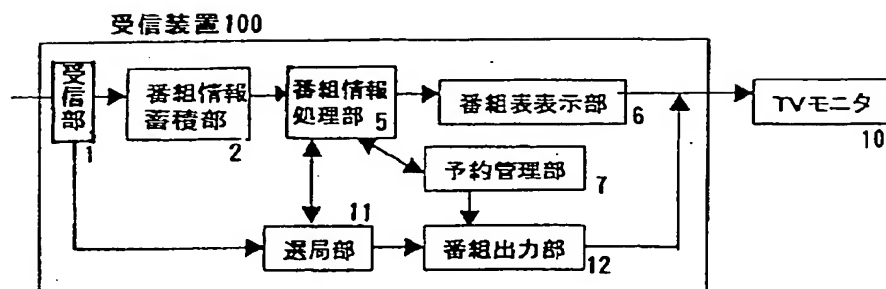 受信装置100
受信部
1
番組情報
蓄積部
2
番組情報
処理部 5
番組表表示部
6
TVモニタ
10
予約管理部
7
11
選局部
番組出力部
12